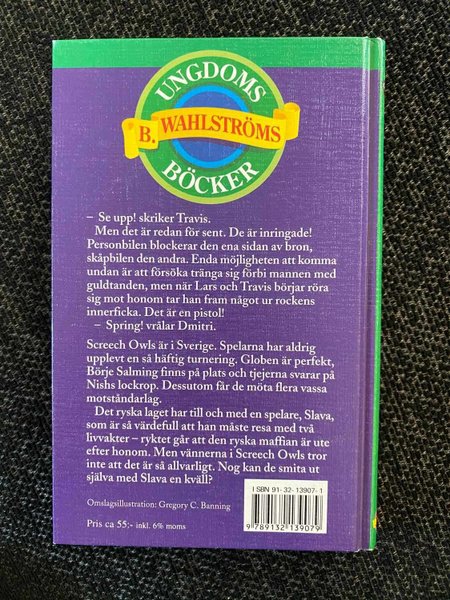 UNGDOMS
B. WAHLSTRÖMS
BÖCKER
– Se upp! skriker Travis.
Men det är redan för sent. De är inringade!
Personbilen blockerar den ena sidan av bron,
skåpbilen den andra. Enda möjligheten att komma
undan är att försöka tränga sig förbi mannen med
guldtanden, men när Lars och Travis börjar röra
sig mot honom tar han fram något ur rockens
innerficka. Det är en pistol!
– Spring! vrålar Dmitri.
Screech Owls är i Sverige. Spelarna har aldrig
upplevt en så häftig turnering. Globen är perfekt,
Börje Salming finns på plats och tjejerna svarar på
Nishs lockrop. Dessutom får de möta flera vassa
motståndarlag.
Det ryska laget har till och med en spelare, Slava,
som är så värdefull att han måste resa med två
livvakter – ryktet går att den ryska maffian är ute
efter honom. Men vännerna i Screech Owls tror
inte att det är så allvarligt. Nog kan de smita ut
själva med Slava en kväll?
Omslagsillustration: Gregory C. Banning
Pris ca 55:- inkl. 6% moms
ISBN 91-32-13907-1
9 789132 139079